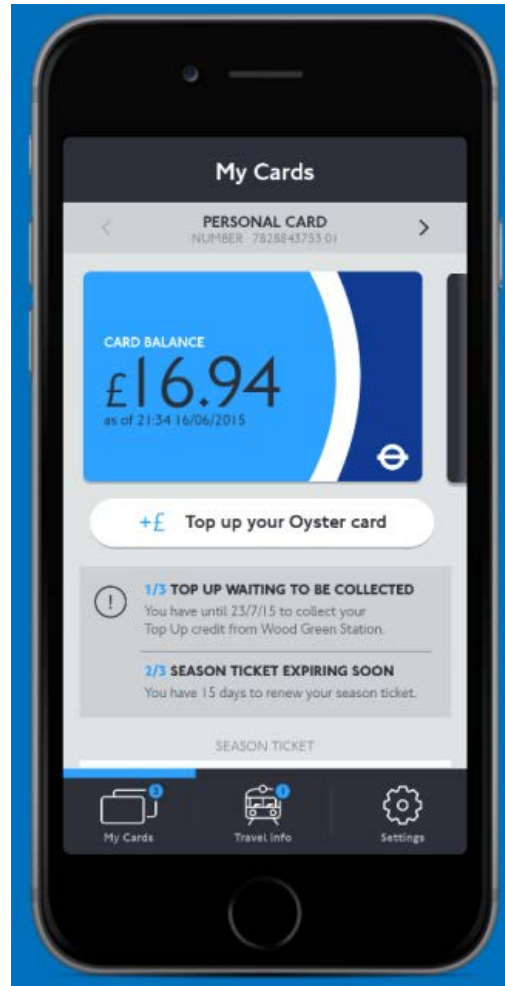 My Cards
PERSONAL CARD
NUMBER 7828843753 01
CARD BALANCE
£16.94
as of 21:34 16/06/2015
+£ Top up your Oyster card
1/3 TOP UP WAITING TO BE COLLECTED
You have until 23/7/15 to collect your
Top Up credit from Wood Green Station.
2/3 SEASON TICKET EXPIRING SOON
You have 15 days to renew your season ticket.
SEASON TICKET
3
1
My Cards
Travel info
Settings